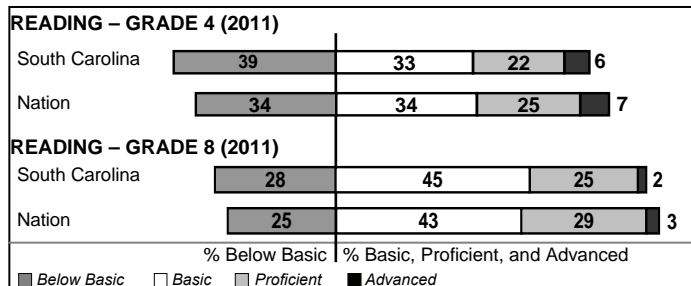 READING – GRADE 4 (2011)
South Carolina 39 33 22 6
Nation 34 34 25 7
READING – GRADE 8 (2011)
South Carolina 28 45 25 2
Nation 25 43 29 3
% Below Basic % Basic, Proficient, and Advanced
Below Basic Basic Proficient Advanced